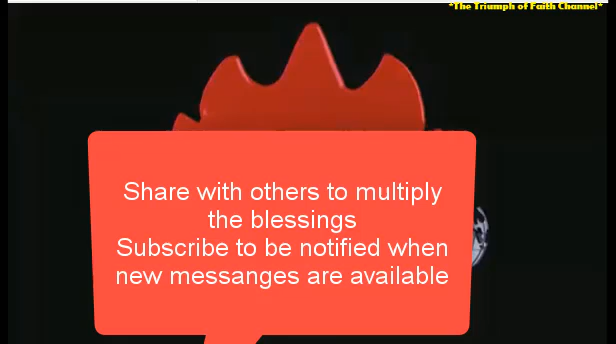 *The Triumph of Faith Channel*
Share with others to multiply
the blessings
Subscribe to be notified when
new messanges are available